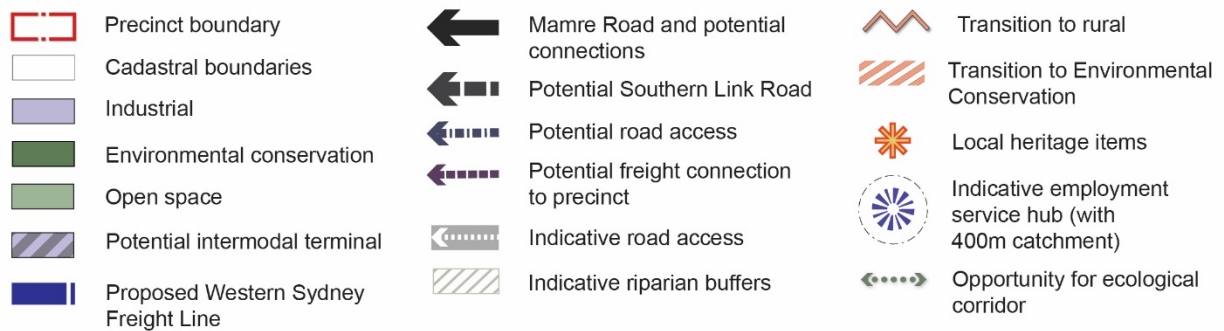 Precinct boundary
Cadastral boundaries
Industrial
Environmental conservation
Open space
Potential intermodal terminal
Proposed Western Sydney
Freight Line
Mamre Road and potential
connections
Potential Southern Link Road
Potential road access
Potential freight connection
to precinct
Indicative road access
Indicative riparian buffers
Transition to rural
Transition to Environmental
Conservation
Local heritage items
Indicative employment
service hub (with
400m catchment)
Opportunity for ecological
corridor